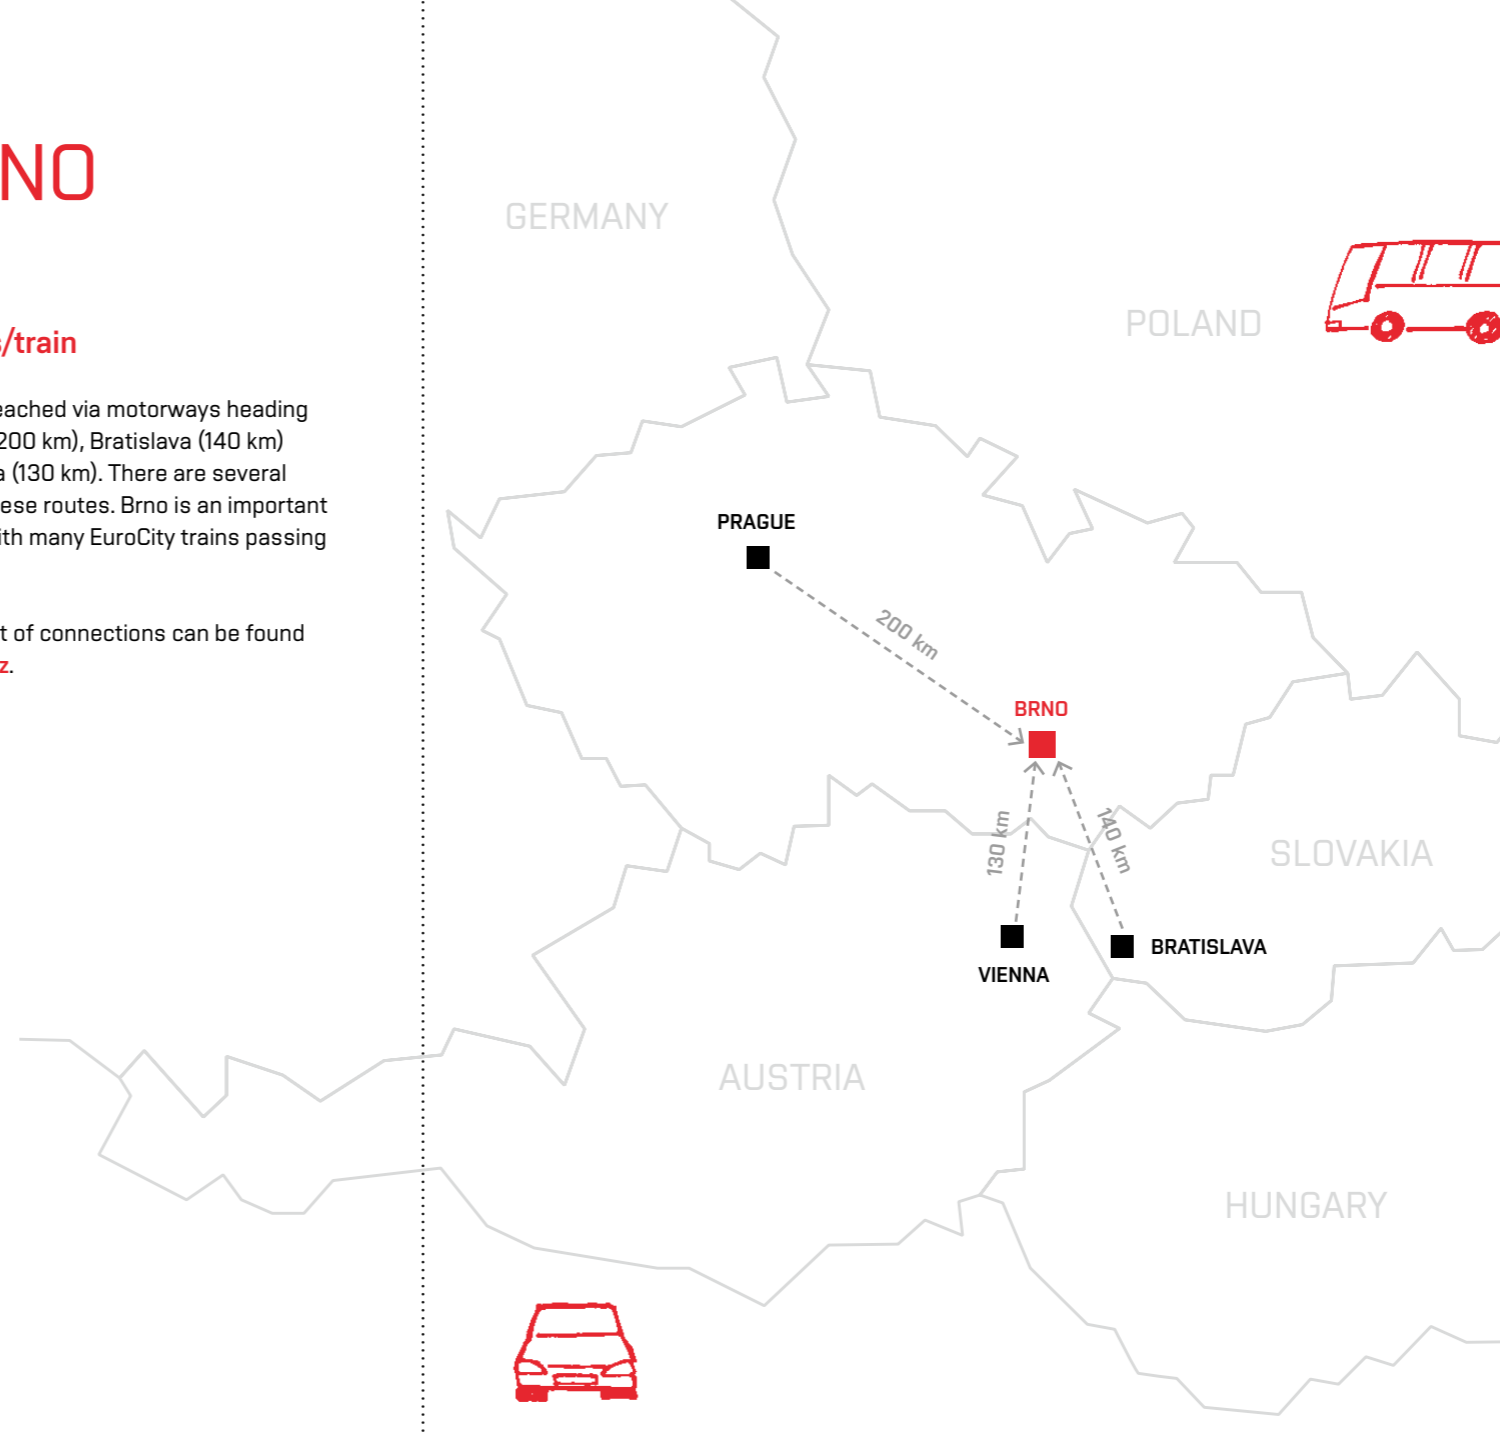 NO
s/train
eached via motorways heading
200 km), Bratislava (140 km)
a (130 km). There are several
ese routes. Brno is an important
ith many EuroCity trains passing
t of connections can be found
z.
GERMANY
POLAND
PRAGUE
200 km
BRNO
130 km
140 km
SLOVAKIA
VIENNA
BRATISLAVA
AUSTRIA
HUNGARY